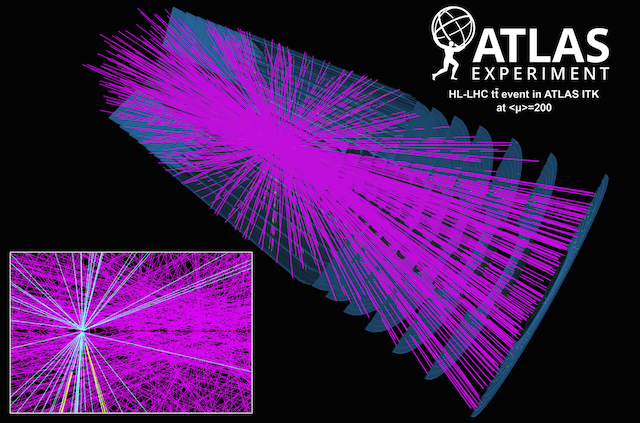 ATLAS
EXPERIMENT
HL-LHC tt̄ event in ATLAS ITK
at <μ>=200